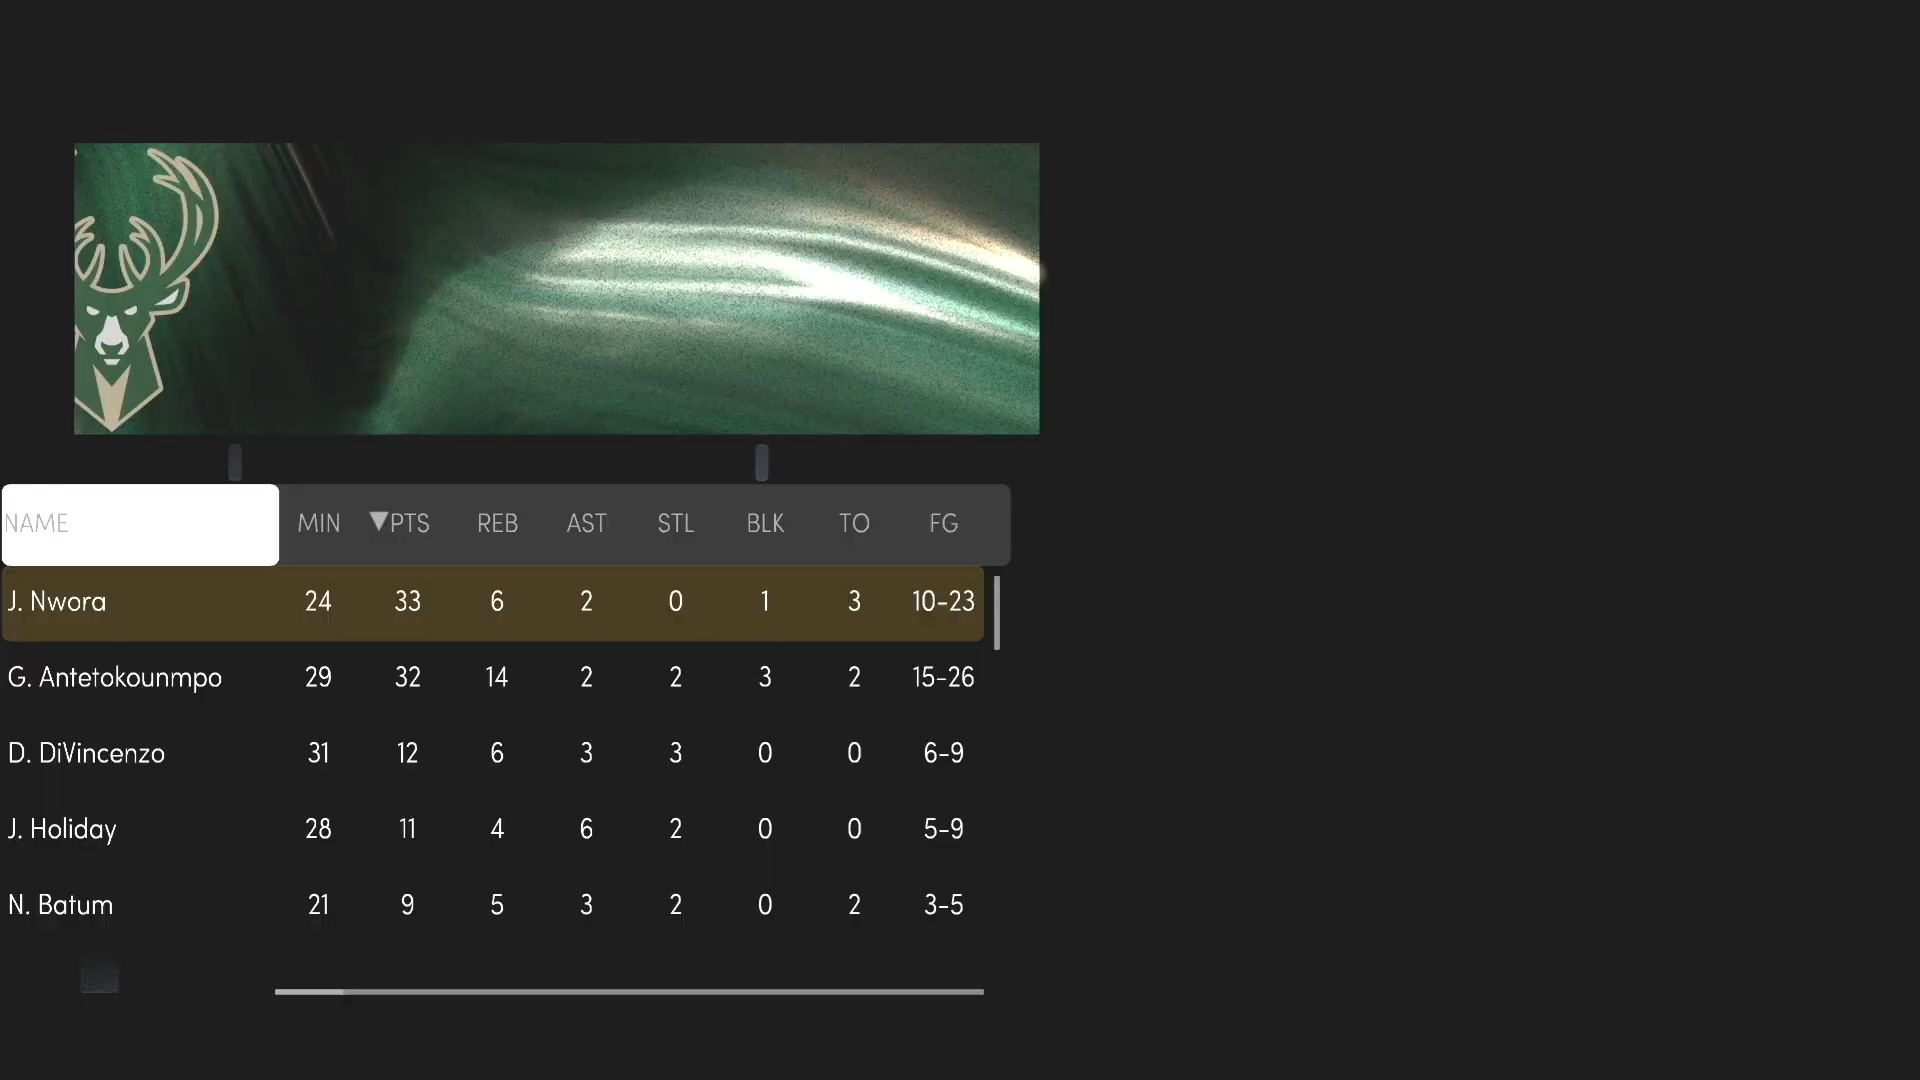 NAME MIN ▼PTS REB AST STL BLK TO FG
J. Nwora 24 33 6 2 0 1 3 10-23
G. Antetokounmpo 29 32 14 2 2 3 2 15-26
D. DiVincenzo 31 12 6 3 3 0 0 6-9
J. Holiday 28 11 4 6 2 0 0 5-9
N. Batum 21 9 5 3 2 0 2 3-5